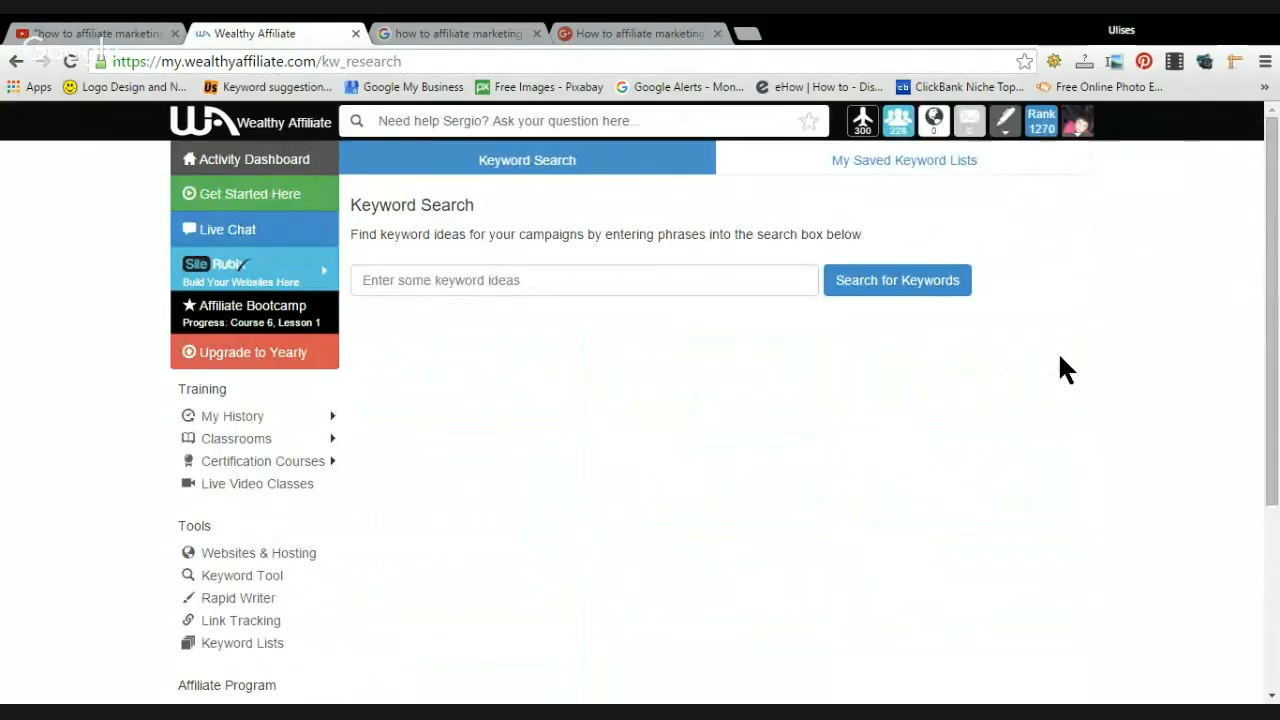 Ulises
"how to affiliate marketing
Wealthy Affiliate
how to affiliate marketing
How to affiliate marketing
Google
https://my.wealthyaffiliate.com/kw_research
Apps
Logo Design and N...
Keyword suggestion...
Google My Business
Free Images - Pixabay
Google Alerts - Mon...
eHow | How to - Dis...
ClickBank Niche Top...
Free Online Photo E...
WA Wealthy Affiliate
Need help Sergio? Ask your question here...
300
228
0
Rank
1270
Activity Dashboard
Keyword Search
My Saved Keyword Lists
Get Started Here
Keyword Search
Live Chat
Find keyword ideas for your campaigns by entering phrases into the search box below
Site Rubix
Build Your Websites Here
Enter some keyword ideas
Search for Keywords
Affiliate Bootcamp
Progress: Course 6, Lesson 1
Upgrade to Yearly
Training
My History
Classrooms
Certification Courses
Live Video Classes
Tools
Websites & Hosting
Keyword Tool
Rapid Writer
Link Tracking
Keyword Lists
Affiliate Program